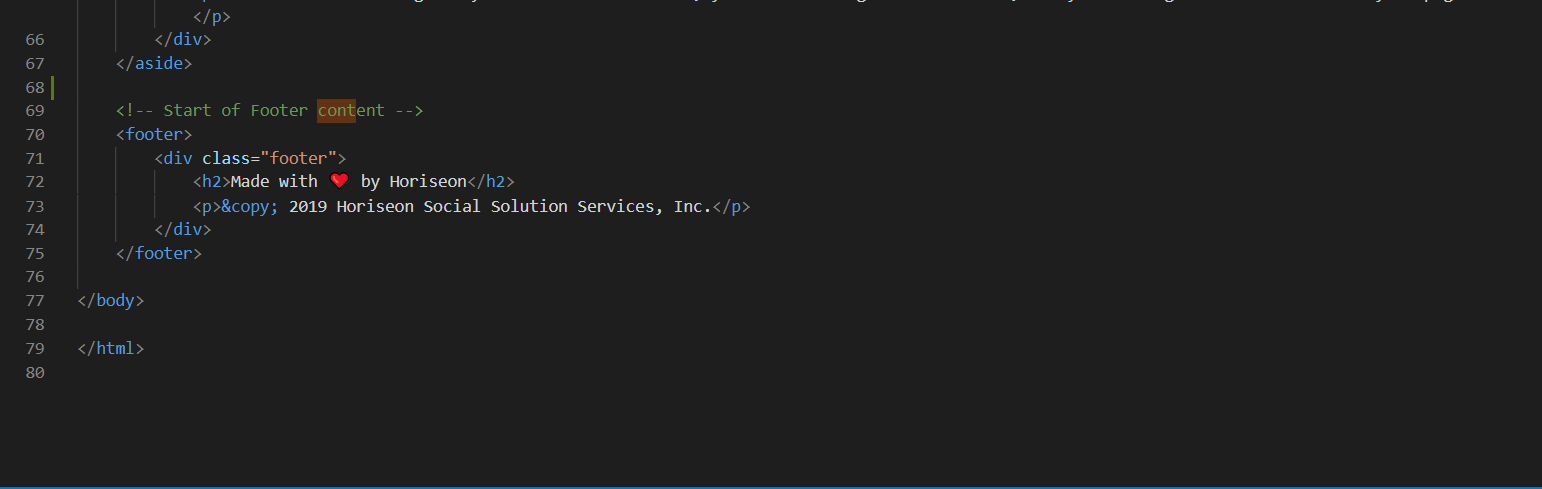 </p>
66 </div>
67 </aside>
68
69 <!-- Start of Footer content -->
70 <footer>
71 <div class="footer">
72 <h2>Made with ❤️ by Horiseon</h2>
73 <p>&copy; 2019 Horiseon Social Solution Services, Inc.</p>
74 </div>
75 </footer>
76
77 </body>
78
79 </html>
80